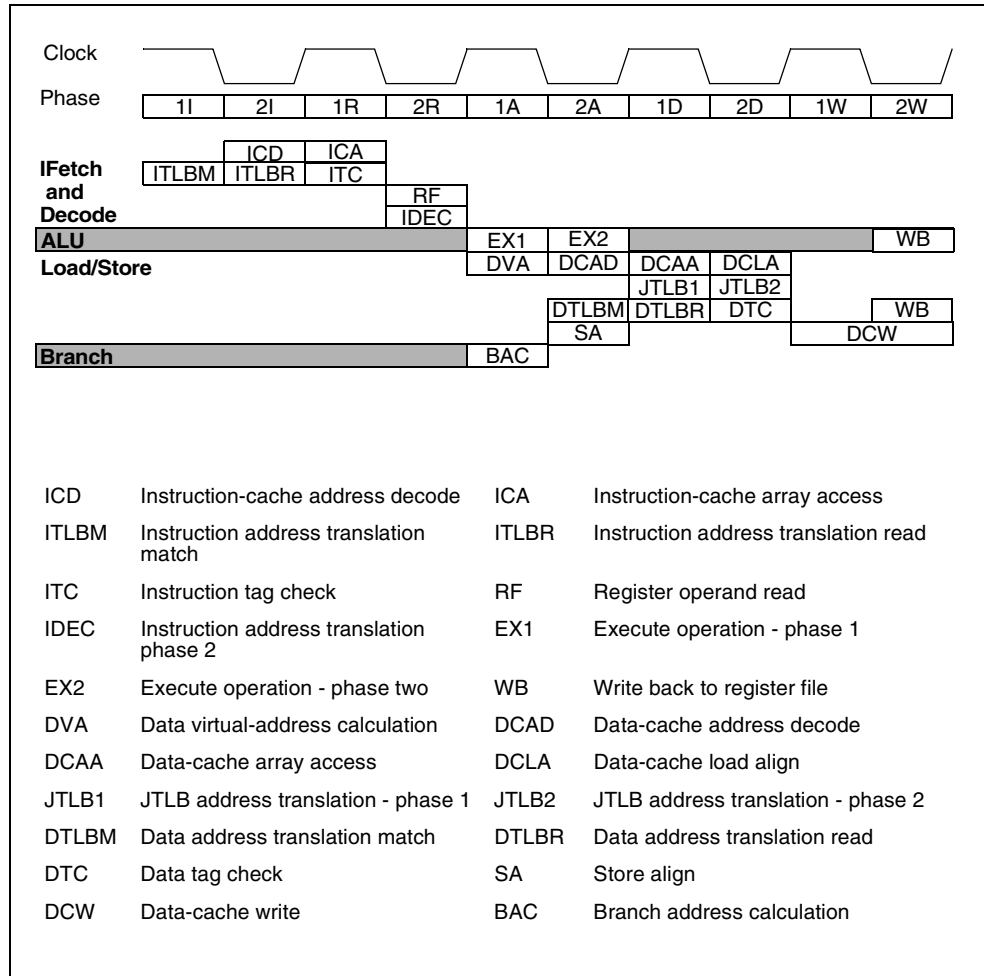 Clock
Phase 1I 2I 1R 2R 1A 2A 1D 2D 1W 2W
ICD ICA
IFetch ITLBM ITLBR ITC
and RF
Decode IDEC
ALU EX1 EX2 WB
Load/Store DVA DCAD DCAA DCLA
JTLB1 JTLB2
DTLBM DTLBR DTC WB
SA DCW
Branch BAC
ICD Instruction-cache address decode ICA Instruction-cache array access
ITLBM Instruction address translation ITLBR Instruction address translation read
match
ITC Instruction tag check RF Register operand read
IDEC Instruction address translation EX1 Execute operation - phase 1
phase 2
EX2 Execute operation - phase two WB Write back to register file
DVA Data virtual-address calculation DCAD Data-cache address decode
DCAA Data-cache array access DCLA Data-cache load align
JTLB1 JTLB address translation - phase 1 JTLB2 JTLB address translation - phase 2
DTLBM Data address translation match DTLBR Data address translation read
DTC Data tag check SA Store align
DCW Data-cache write BAC Branch address calculation